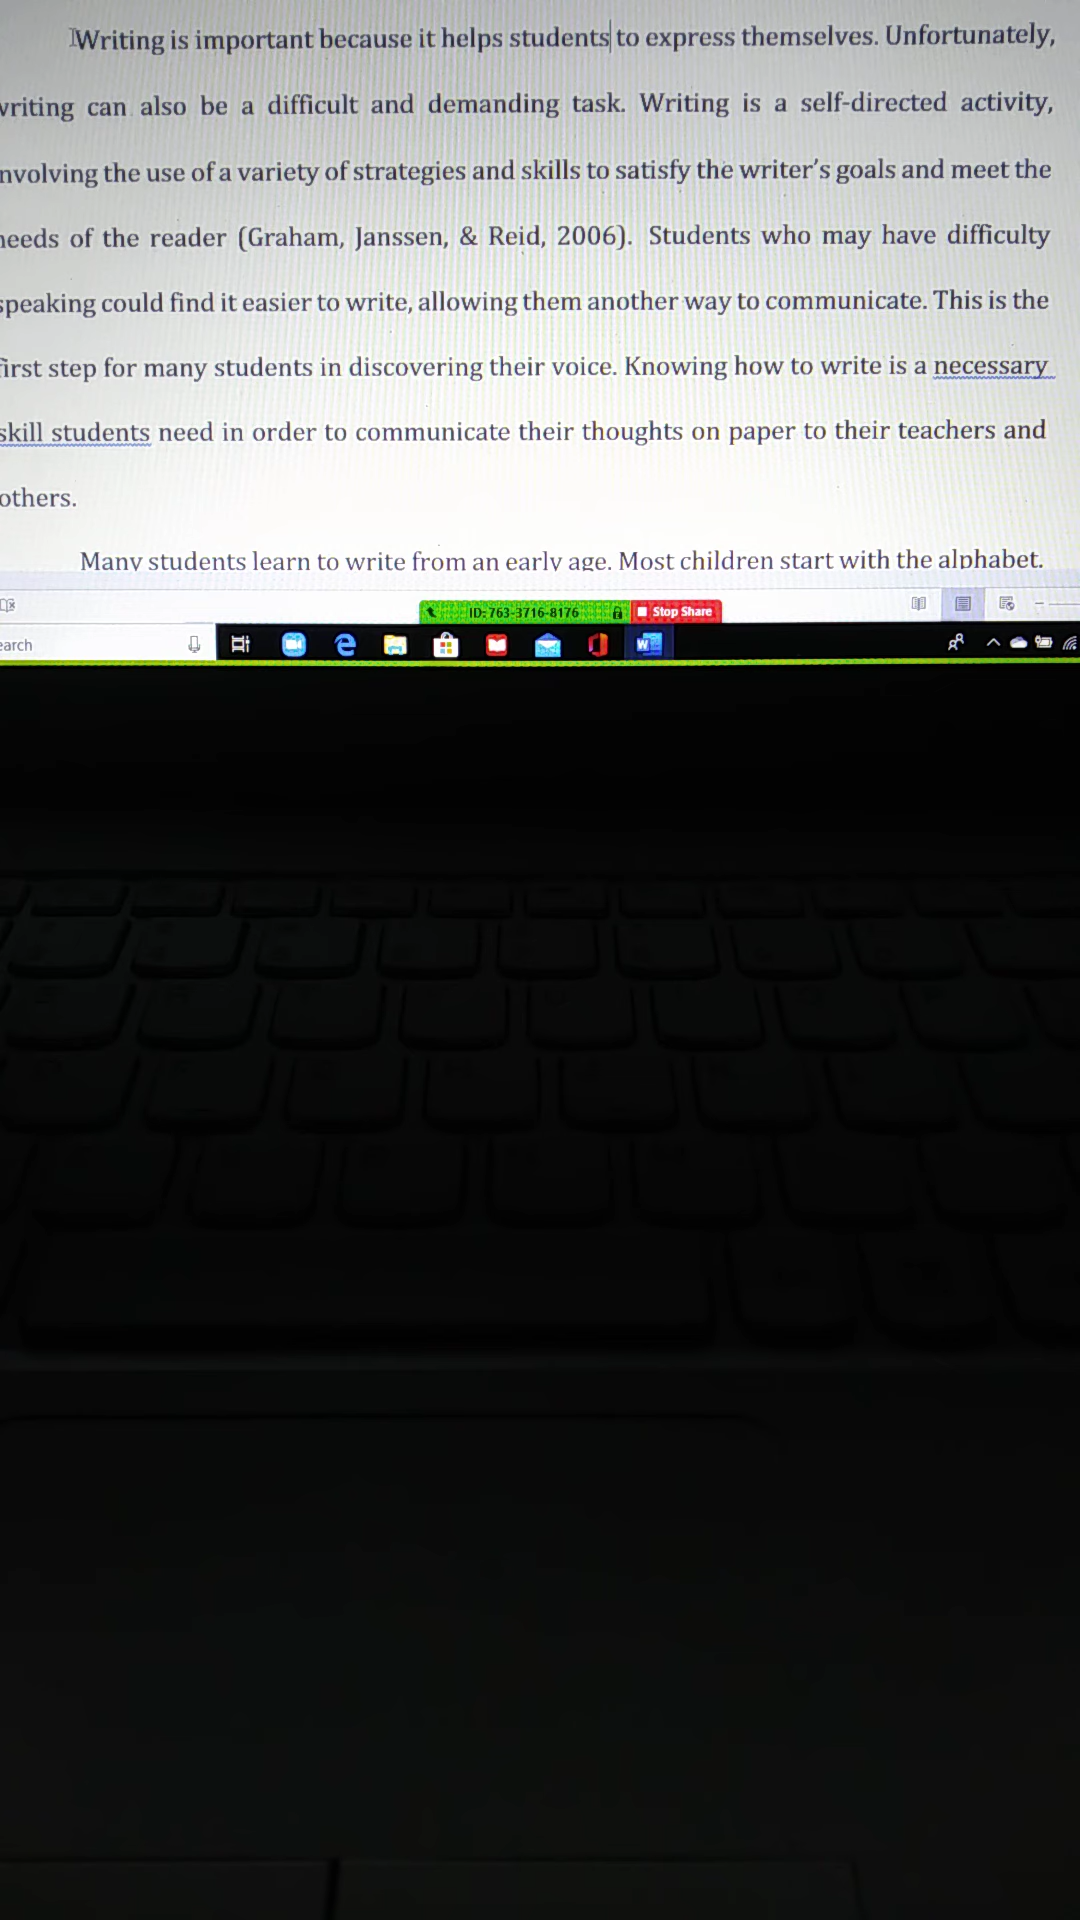 Writing is important because it helps students to express themselves. Unfortunately,
writing can also be a difficult and demanding task. Writing is a self-directed activity,
nvolving the use of a variety of strategies and skills to satisfy the writer's goals and meet the
needs of the reader (Graham, Janssen, & Reid, 2006). Students who may have difficulty
speaking could find it easier to write, allowing them another way to communicate. This is the
first step for many students in discovering their voice. Knowing how to write is a necessary
skill students need in order to communicate their thoughts on paper to their teachers and
others.
Many students learn to write from an early age. Most children start with the alphabet.
ID: 763-3716-8176 Stop Share
earch
W